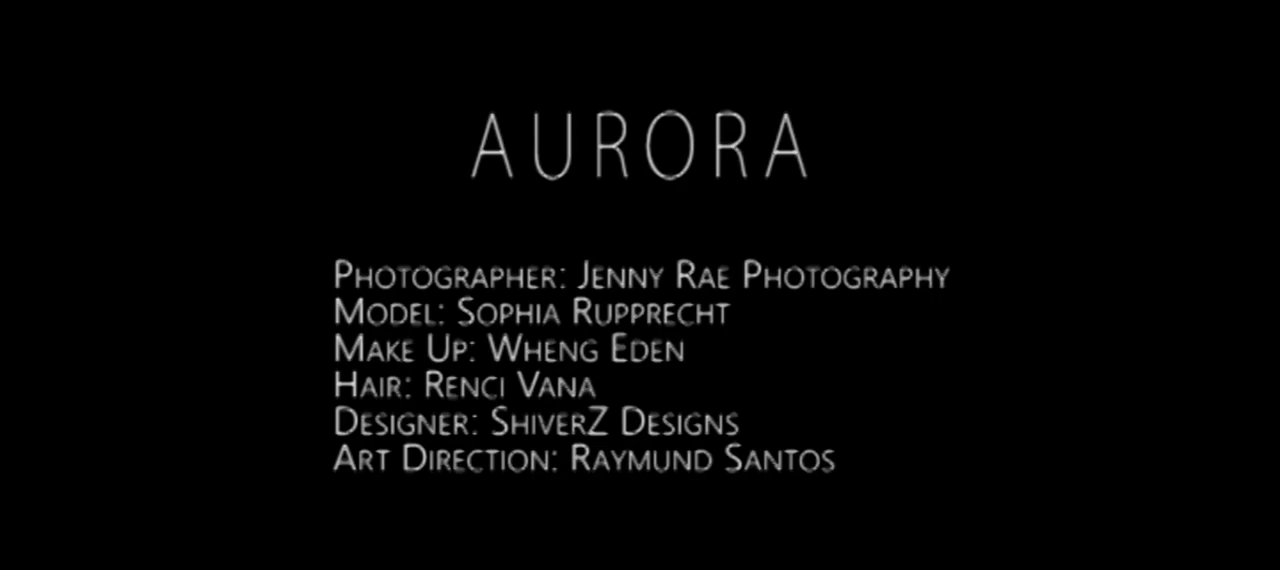 AURORA
Photographer: Jenny Rae Photography
Model: Sophia Rupprecht
Make Up: Wheng Eden
Hair: Renci Vana
Designer: ShiverZ Designs
Art Direction: Raymund Santos